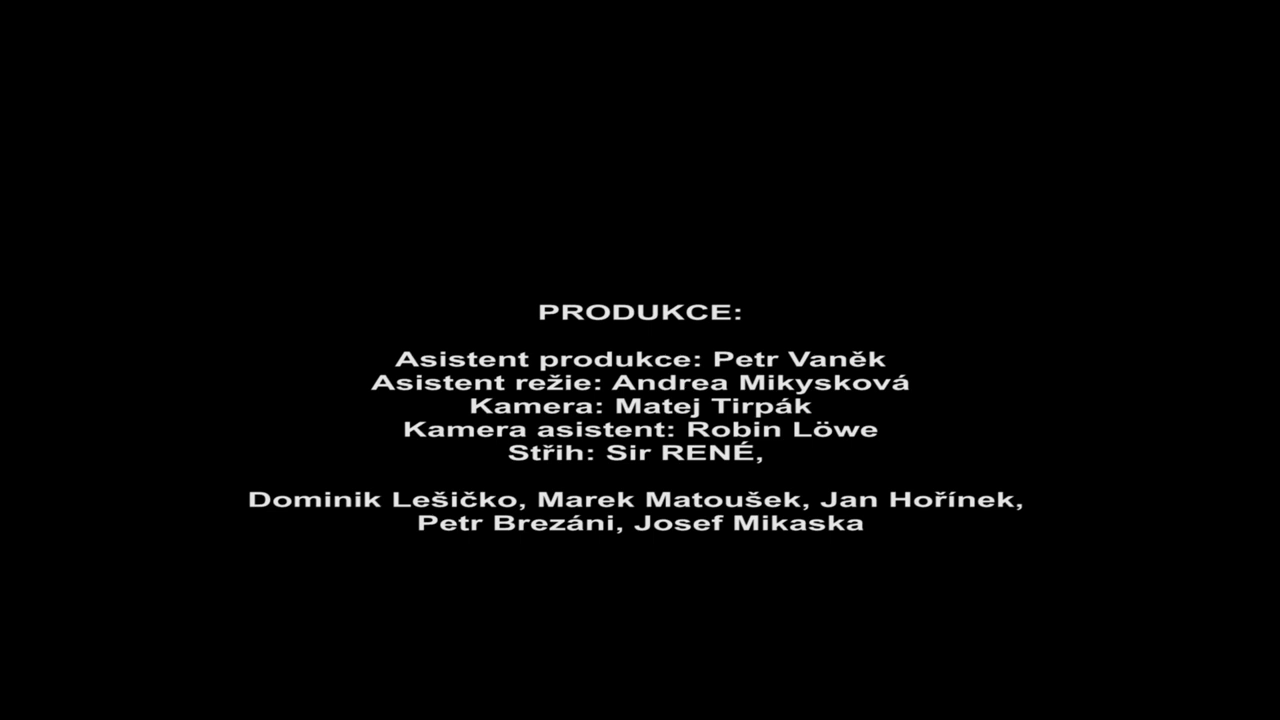 PRODUKCE:
Asistent produkce: Petr Vaněk
Asistent režie: Andrea Mikysková
Kamera: Matej Tirpák
Kamera asistent: Robin Löwe
Střih: Sir RENÉ,
Dominik Lešičko, Marek Matoušek, Jan Hořínek,
Petr Brezáni, Josef Mikaska